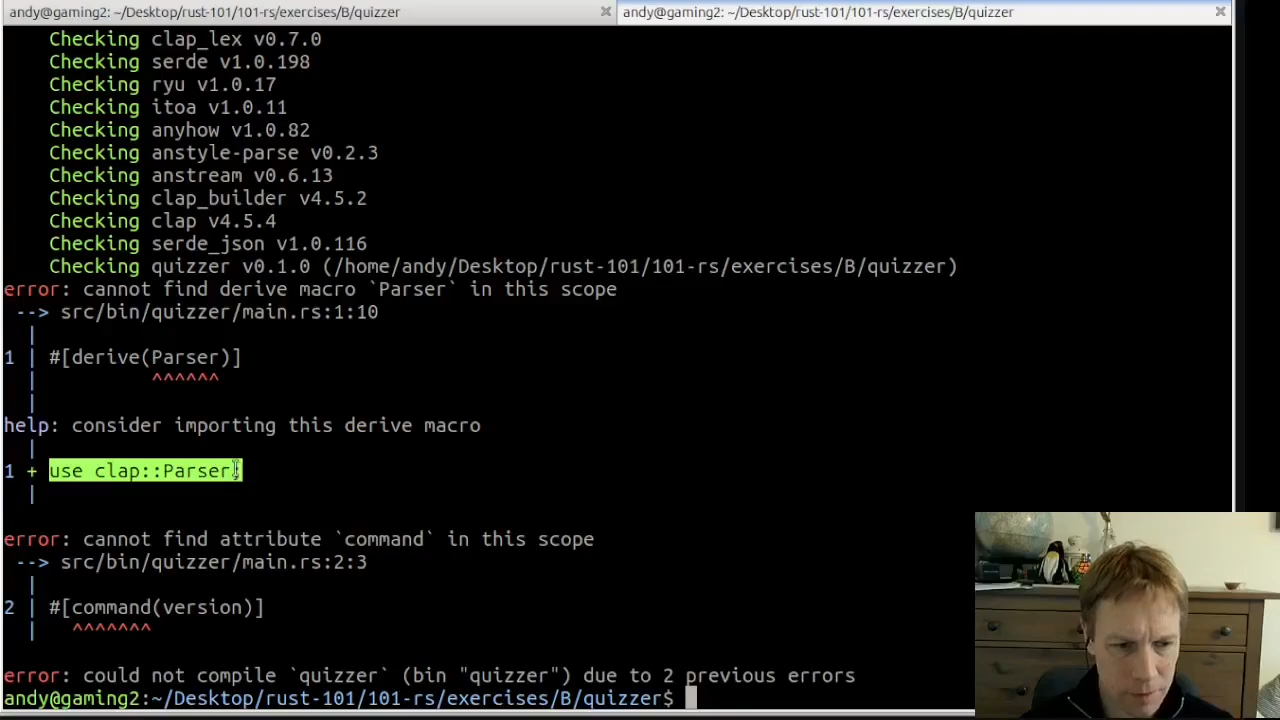 andy@gaming2: ~/Desktop/rust-101/101-rs/exercises/B/quizzer
andy@gaming2: ~/Desktop/rust-101/101-rs/exercises/B/quizzer
Checking clap_lex v0.7.0
Checking serde v1.0.198
Checking ryu v1.0.17
Checking itoa v1.0.11
Checking anyhow v1.0.82
Checking anstyle-parse v0.2.3
Checking anstream v0.6.13
Checking clap_builder v4.5.2
Checking clap v4.5.4
Checking serde_json v1.0.116
Checking quizzer v0.1.0 (/home/andy/Desktop/rust-101/101-rs/exercises/B/quizzer)
error: cannot find derive macro `Parser` in this scope
--> src/bin/quizzer/main.rs:1:10
|
1 | #[derive(Parser)]
| ^^^^^^
|
help: consider importing this derive macro
|
1 + use clap::Parser;
|
error: cannot find attribute `command` in this scope
--> src/bin/quizzer/main.rs:2:3
|
2 | #[command(version)]
| ^^^^^^^
error: could not compile `quizzer` (bin "quizzer") due to 2 previous errors
andy@gaming2:~/Desktop/rust-101/101-rs/exercises/B/quizzer$